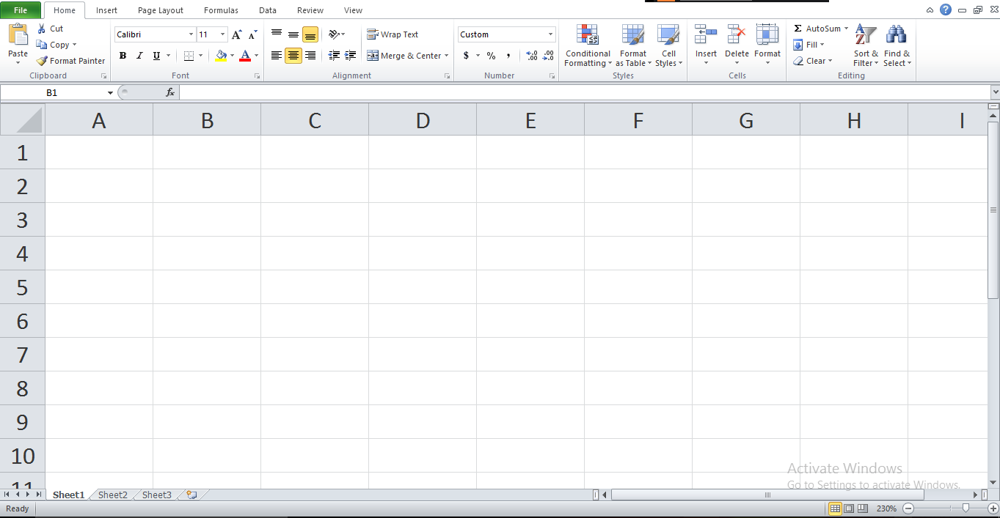 File Home Insert Page Layout Formulas Data Review View
Paste
Cut
Copy
Format Painter
Clipboard
Calibri 11
B I U A
Font
Wrap Text
Merge & Center
Alignment
Custom
$ % ,
Number
Conditional Formatting
Format as Table
Cell Styles
Styles
Insert Delete Format
Cells
Σ AutoSum
Fill
Clear
Sort & Filter
Find & Select
Editing
B1 fx
A B C D E F G H I
1
2
3
4
5
6
7
8
9
10
11
Activate Windows
Go to Settings to activate Windows.
Sheet1 Sheet2 Sheet3
Ready 230%